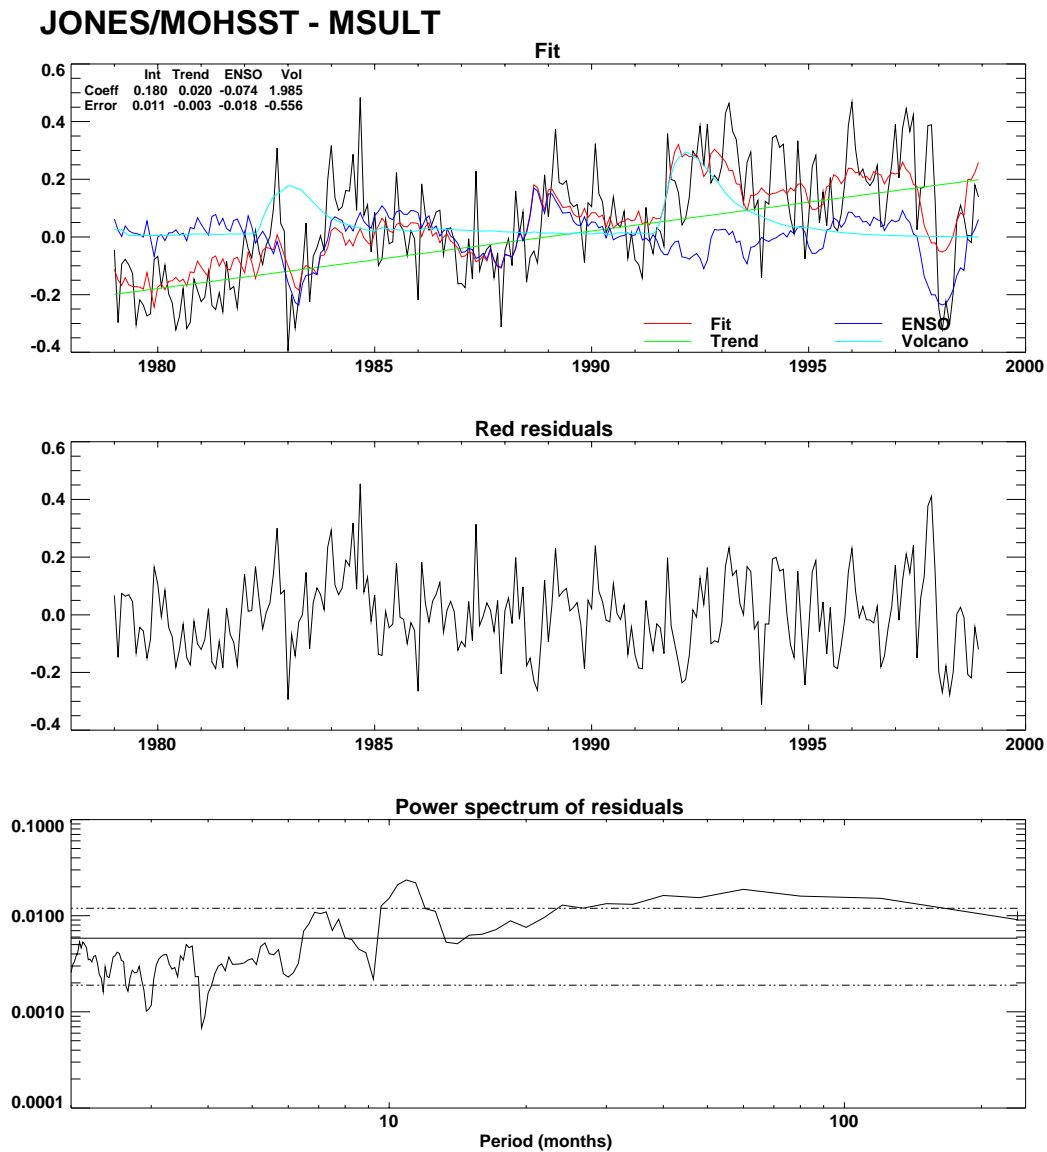 JONES/MOHSST - MSULT
Fit
Int Trend ENSO Vol
Coeff 0.180 0.020 -0.074 1.985
Error 0.011 -0.003 -0.018 -0.556
0.6
0.4
0.2
0.0
-0.2
-0.4
Fit ENSO
Trend Volcano
1980 1985 1990 1995 2000
Red residuals
0.6
0.4
0.2
0.0
-0.2
-0.4
1980 1985 1990 1995 2000
Power spectrum of residuals
0.1000
0.0100
0.0010
0.0001
10 100
Period (months)